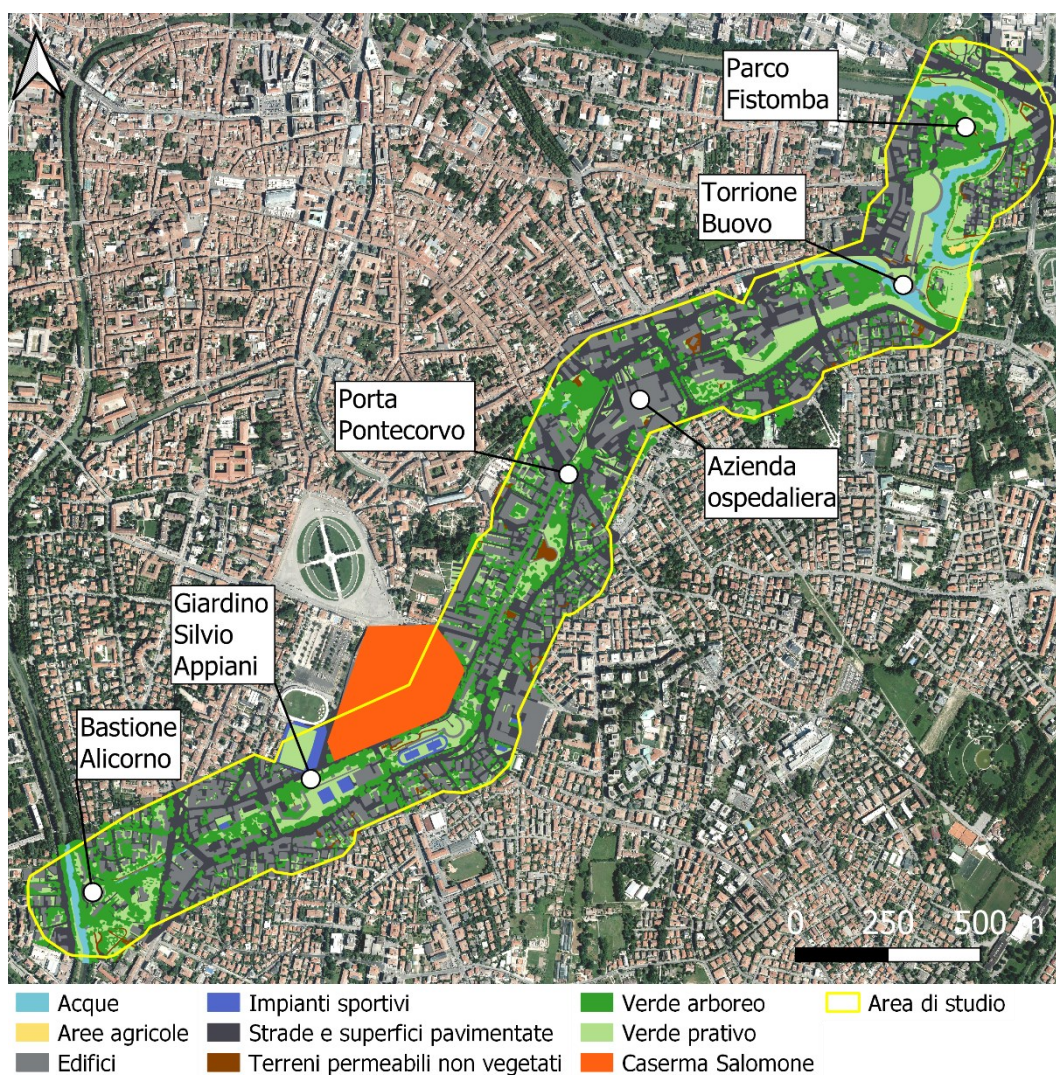 N
Parco
Fistomba
Torrione
Buovo
Porta
Pontecorvo
Azienda
ospedaliera
Giardino
Silvio
Appiani
Bastione
Alicorno
0 250 500 m
Acque
Aree agricole
Edifici
Impianti sportivi
Strade e superfici pavimentate
Terreni permeabili non vegetati
Verde arboreo
Verde prativo
Caserma Salomone
Area di studio